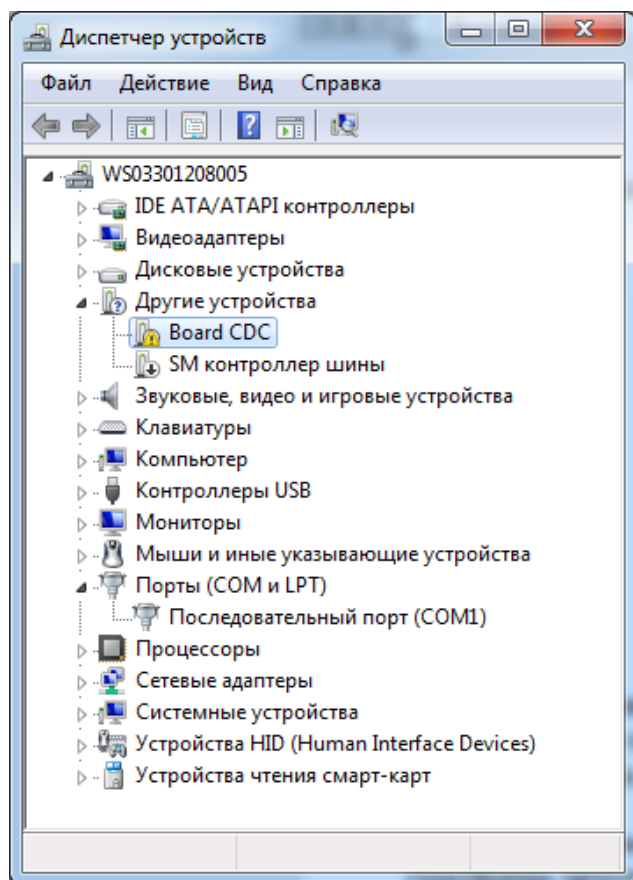 Диспетчер устройств
Файл Действие Вид Справка
WS03301208005
IDE ATA/ATAPI контроллеры
Видеоадаптеры
Дисковые устройства
Другие устройства
Board CDC
SM контроллер шины
Звуковые, видео и игровые устройства
Клавиатуры
Компьютер
Контроллеры USB
Мониторы
Мыши и иные указывающие устройства
Порты (COM и LPT)
Последовательный порт (COM1)
Процессоры
Сетевые адаптеры
Системные устройства
Устройства HID (Human Interface Devices)
Устройства чтения смарт-карт